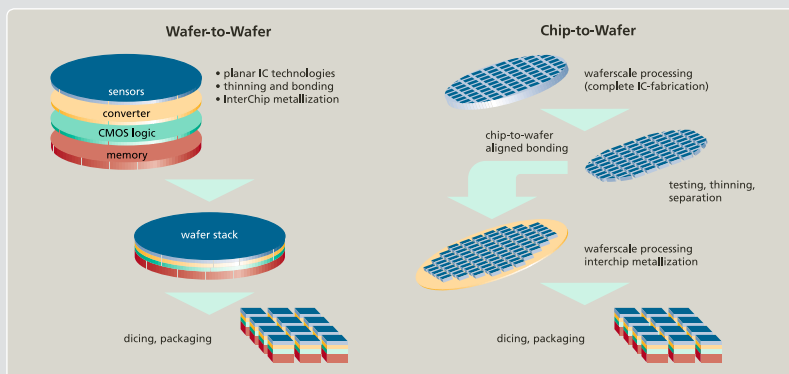 Wafer-to-Wafer
sensors
converter
CMOS logic
memory
• planar IC technologies
• thinning and bonding
• InterChip metallization
wafer stack
dicing, packaging
Chip-to-Wafer
waferscale processing
(complete IC-fabrication)
chip-to-wafer
aligned bonding
testing, thinning,
separation
waferscale processing
interchip metallization
dicing, packaging